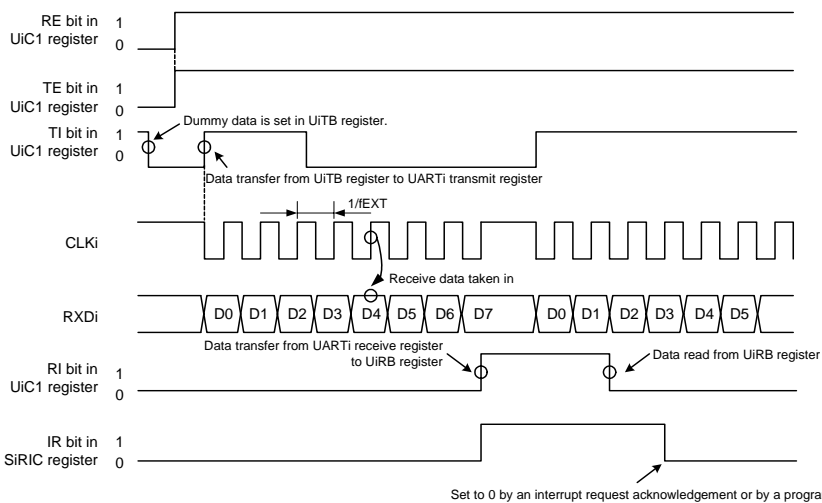 RE bit in 1
UiC1 register 0
TE bit in 1
UiC1 register 0
Dummy data is set in UiTB register.
TI bit in 1
UiC1 register 0
Data transfer from UiTB register to UARTi transmit register
1/fEXT
CLKi
Receive data taken in
RXDi D0 D1 D2 D3 D4 D5 D6 D7 D0 D1 D2 D3 D4 D5
Data transfer from UARTi receive register
to UiRB register
Data read from UiRB register
RI bit in 1
UiC1 register 0
IR bit in 1
SiRIC register 0
Set to 0 by an interrupt request acknowledgement or by a progra